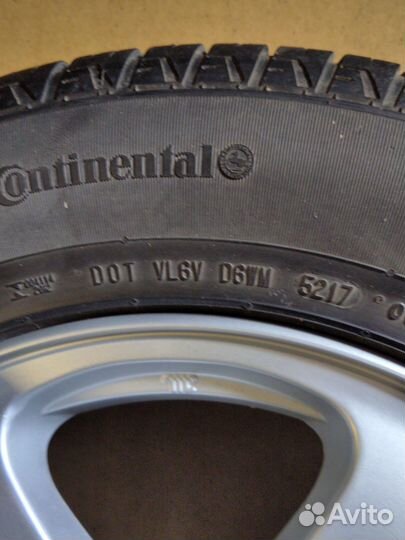 Continental
DOT VL6V D6WM 5217
Avito